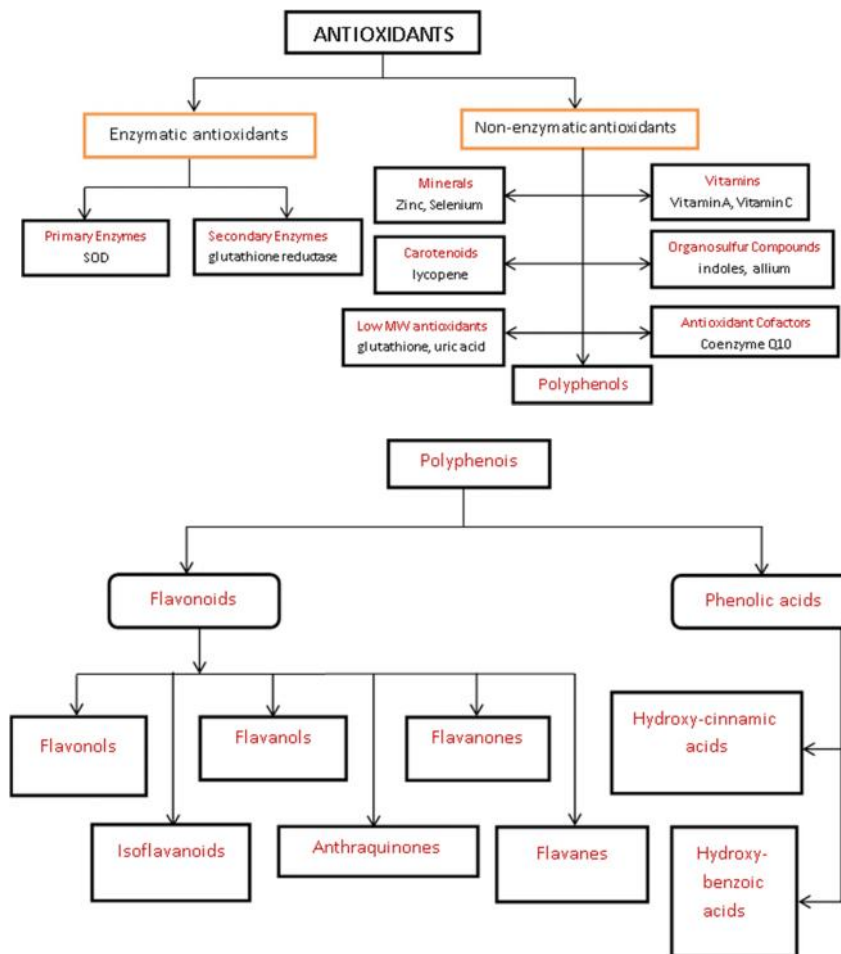 ANTIOXIDANTS
Enzymatic antioxidants
Non-enzymatic antioxidants
Minerals
Zinc, Selenium
Vitamins
Vitamin A, Vitamin C
Primary Enzymes
SOD
Secondary Enzymes
glutathione reductase
Carotenoids
lycopene
Organosulfur Compounds
indoles, allium
Low MW antioxidants
glutathione, uric acid
Antioxidant Cofactors
Coenzyme Q10
Polyphenols
Polyphenois
Flavonoids
Phenolic acids
Flavonols
Flavanols
Flavanones
Hydroxy-cinnamic
acids
Isoflavanoids
Anthraquinones
Flavanes
Hydroxy-
benzoic
acids